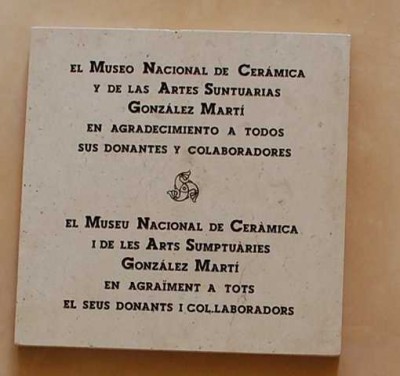 EL MUSEO NACIONAL DE CERÁMICA
Y DE LAS ARTES SUNTUARIAS
GONZÁLEZ MARTÍ
EN AGRADECIMIENTO A TODOS
SUS DONANTES Y COLABORADORES
EL MUSEU NACIONAL DE CERÀMICA
I DE LES ARTS SUMPTUÀRIES
GONZÁLEZ MARTÍ
EN AGRAÏMENT A TOTS
EL SEUS DONANTS I COL.LABORADORS